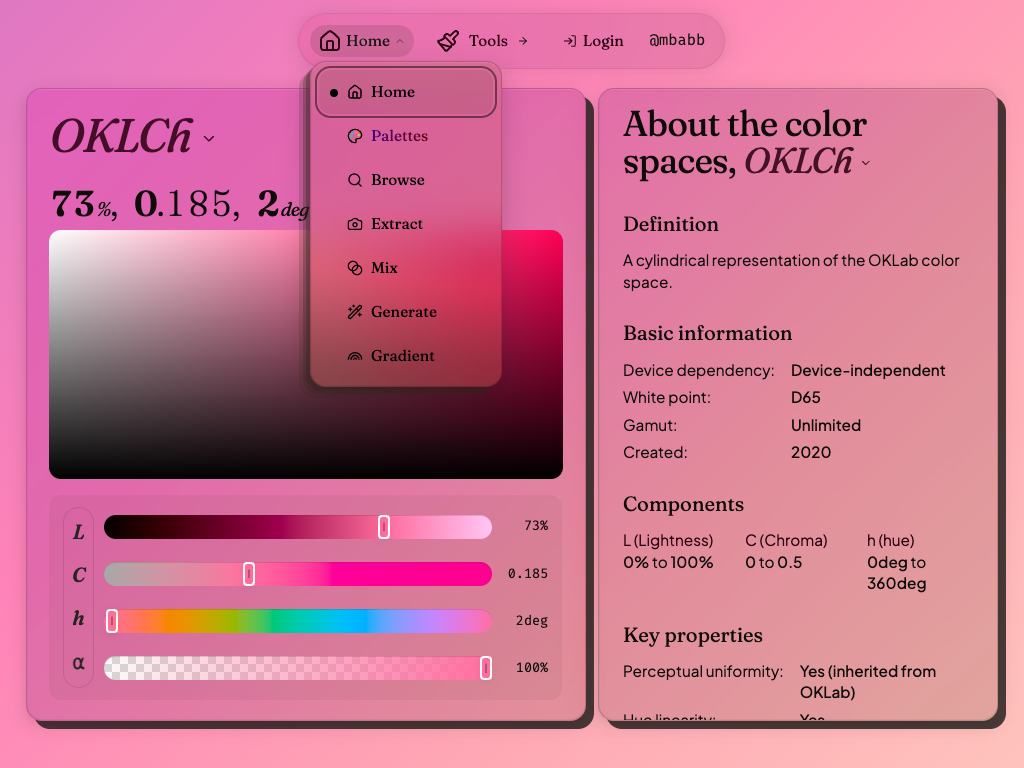 Home
Tools
Login
@mbabb
Home
Palettes
Browse
Extract
Mix
Generate
Gradient
OKLCh
73%, 0.185, 2deg
L
73%
C
0.185
h
2deg
α
100%
About the color
spaces, OKLCh
Definition
A cylindrical representation of the OKLab color
space.
Basic information
Device dependency: Device-independent
White point: D65
Gamut: Unlimited
Created: 2020
Components
L (Lightness) C (Chroma) h (hue)
0% to 100% 0 to 0.5 0deg to
360deg
Key properties
Perceptual uniformity: Yes (inherited from
OKLab)
Hue linearity: Yes